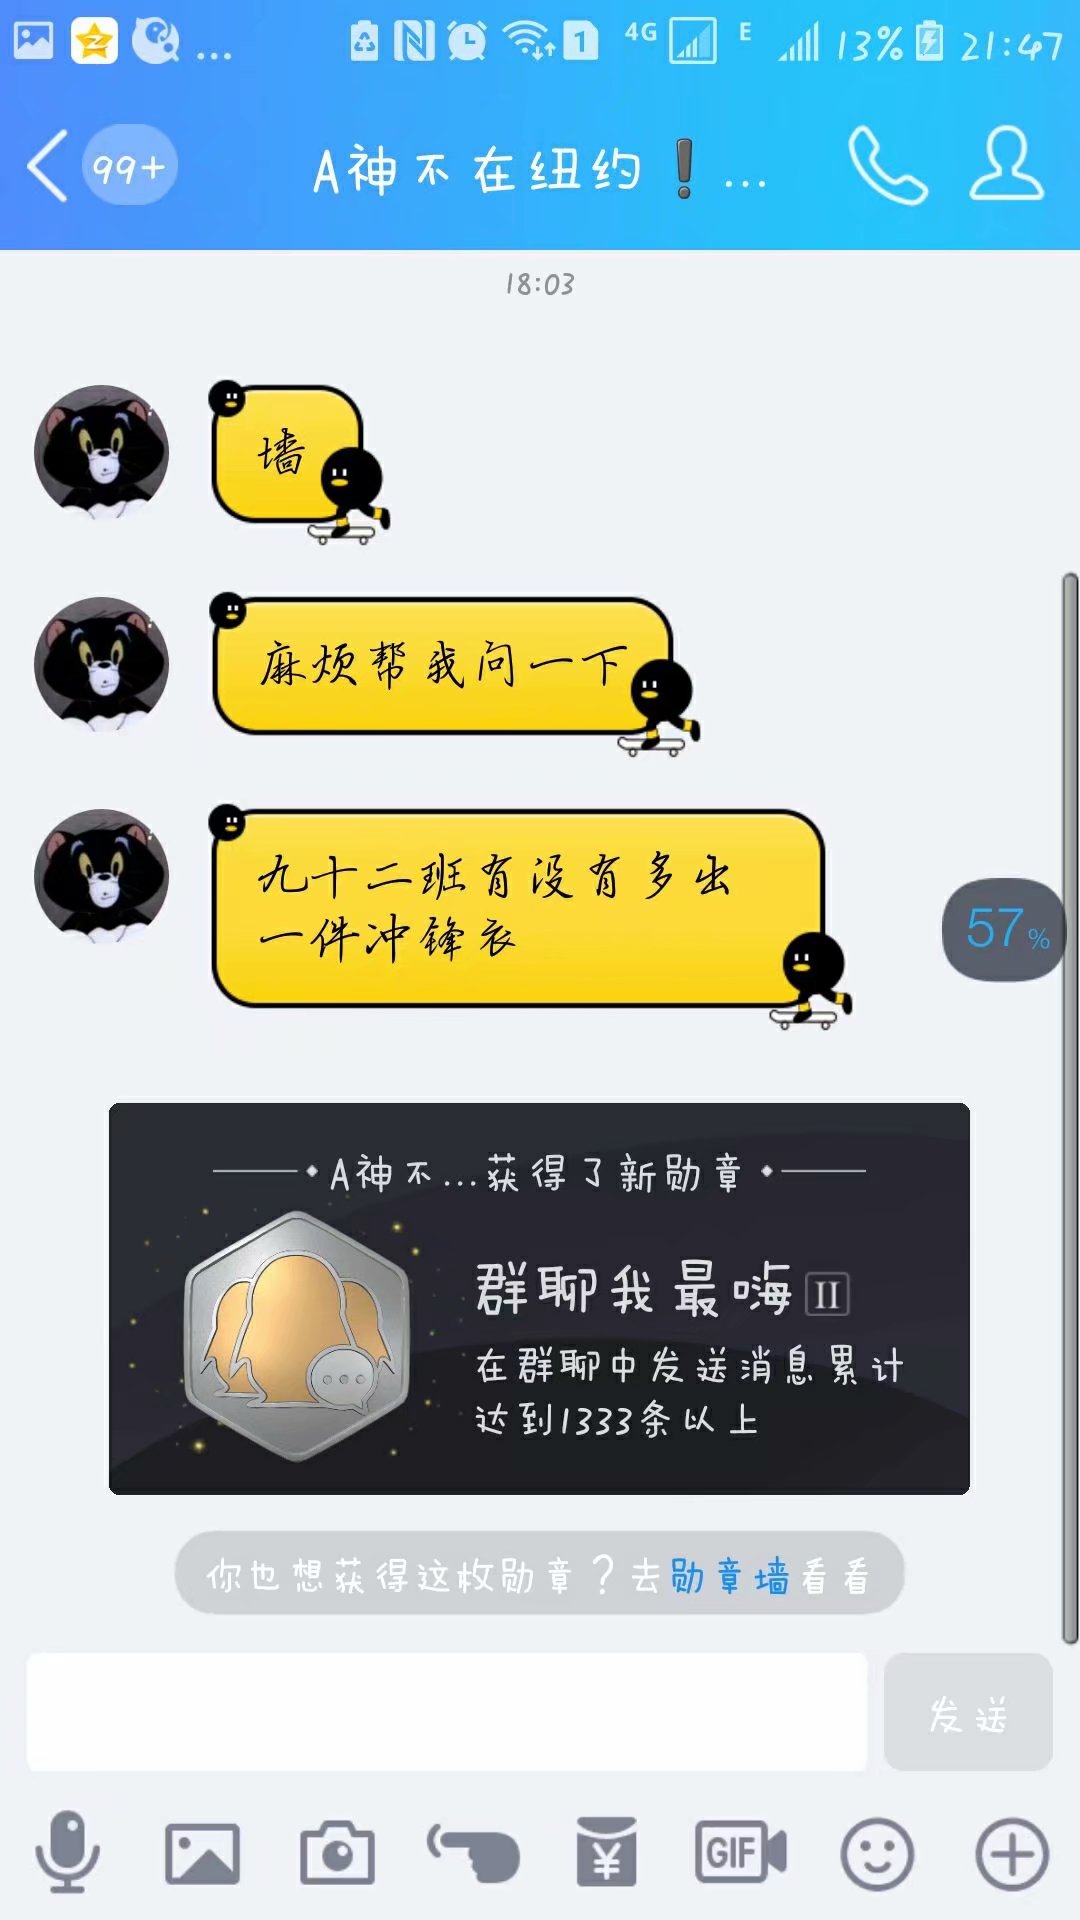 4G E 13% 21:47
99+ A神不在纽约❗...
18:03
墙
麻烦帮我问一下
九十二班有没有多出
一件冲锋衣
57%
A神不...获得了新勋章
群聊我最嗨 II
在群聊中发送消息累计
达到1333条以上
你也想获得这枚勋章？去勋章墙看看
发送
GIF